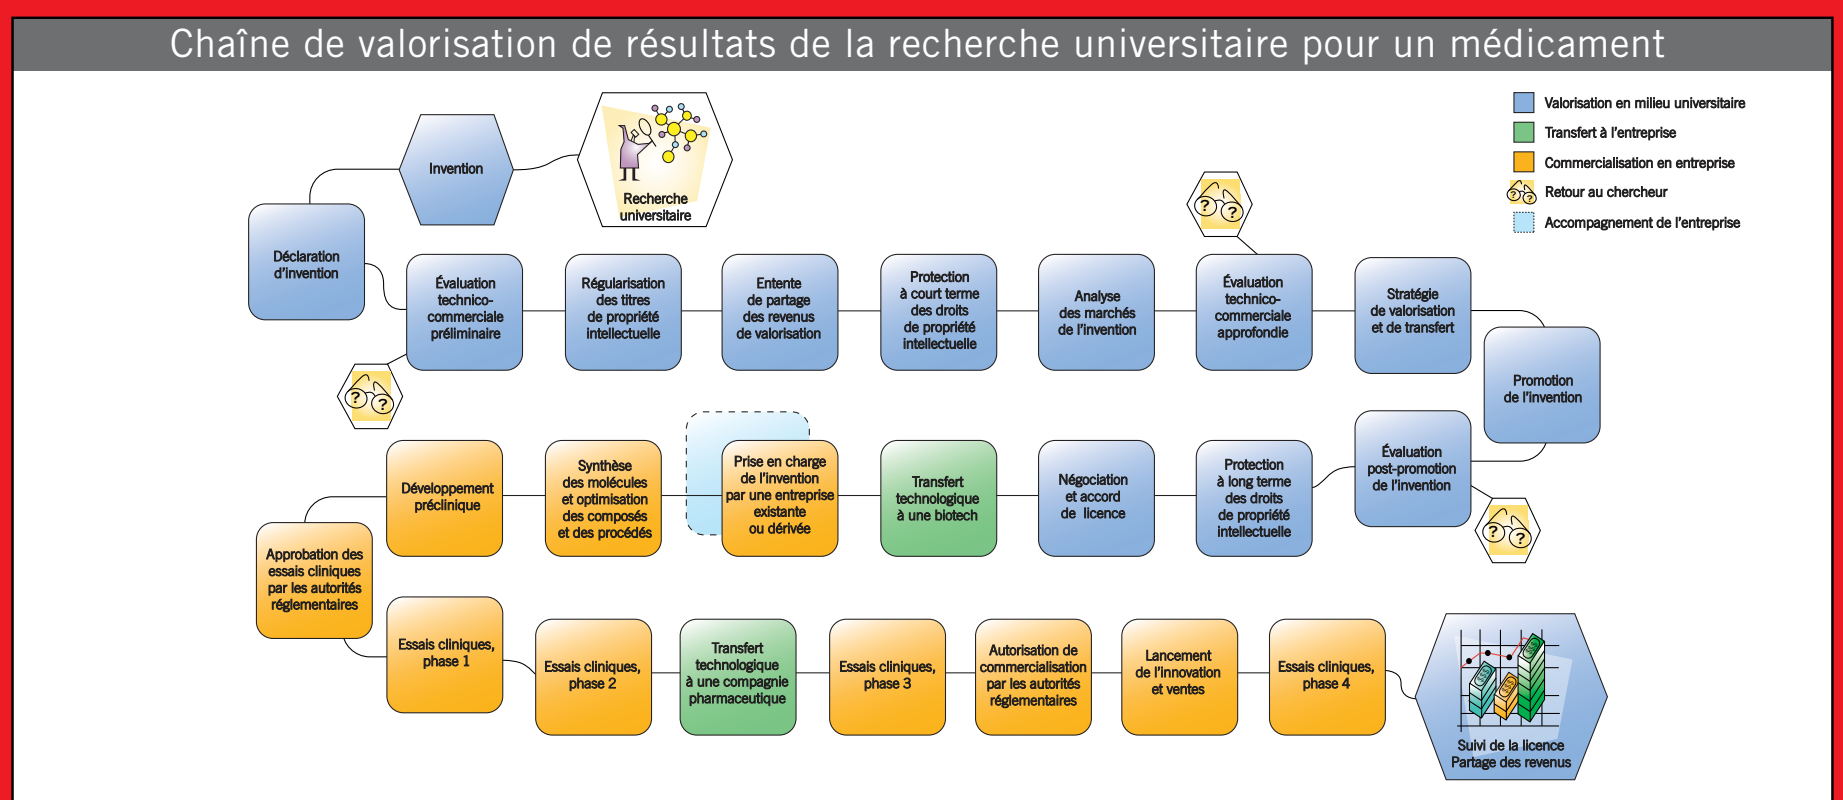 Chaîne de valorisation de résultats de la recherche universitaire pour un médicament
Valorisation en milieu universitaire
Transfert à l'entreprise
Commercialisation en entreprise
? ?
Retour au chercheur
Accompagnement de l'entreprise
Recherche
universitaire
Invention
Déclaration
d'invention
Évaluation
technico-
commerciale
préliminaire
? ?
Régularisation
des titres
de propriété
intellectuelle
Entente
de partage
des revenus
de valorisation
Protection
à court terme
des droits
de propriété
intellectuelle
Analyse
des marchés
de l'invention
? ?
Évaluation
technico-
commerciale
approfondie
Stratégie
de valorisation
et de transfert
Promotion
de l'invention
Évaluation
post-promotion
de l'invention
? ?
Protection
à long terme
des droits
de propriété
intellectuelle
Négociation
et accord
de licence
Transfert
technologique
à une biotech
Prise en charge
de l'invention
par une entreprise
existante
ou dérivée
Synthèse
des molécules
et optimisation
des composés
et des procédés
Développement
préclinique
Approbation des
essais cliniques
par les autorités
réglementaires
Essais cliniques,
phase 1
Essais cliniques,
phase 2
Transfert
technologique
à une compagnie
pharmaceutique
Essais cliniques,
phase 3
Autorisation de
commercialisation
par les autorités
réglementaires
Lancement
de l'innovation
et ventes
Essais cliniques,
phase 4
$$$
$$$
$$$
Suivi de la licence
Partage des revenus